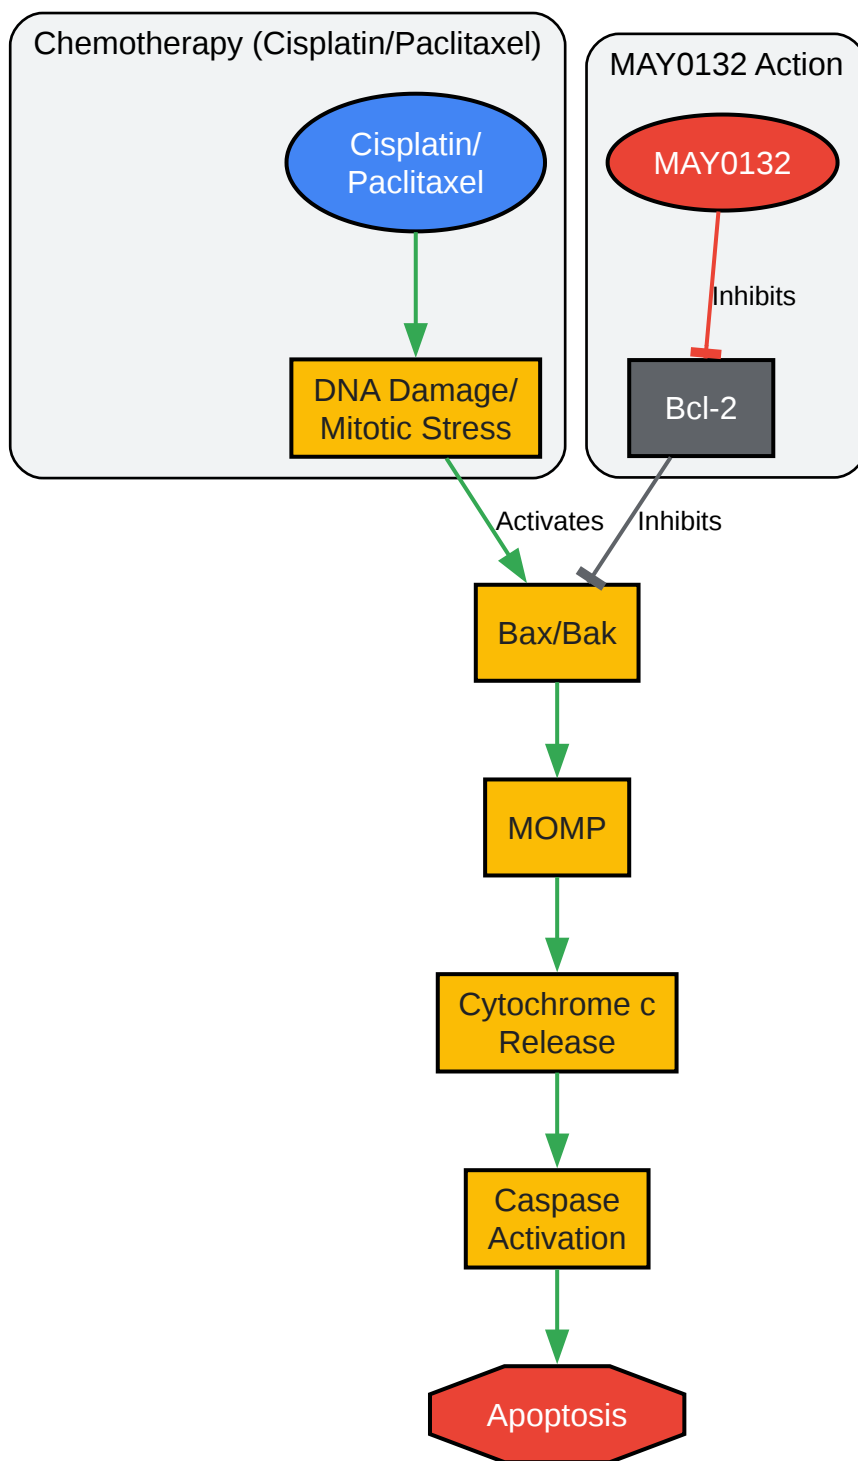 Chemotherapy (Cisplatin/Paclitaxel)
MAY0132 Action
Cisplatin/
Paclitaxel
MAY0132
Inhibits
DNA Damage/
Mitotic Stress
Bcl-2
Activates
Inhibits
Bax/Bak
MOMP
Cytochrome c
Release
Caspase
Activation
Apoptosis